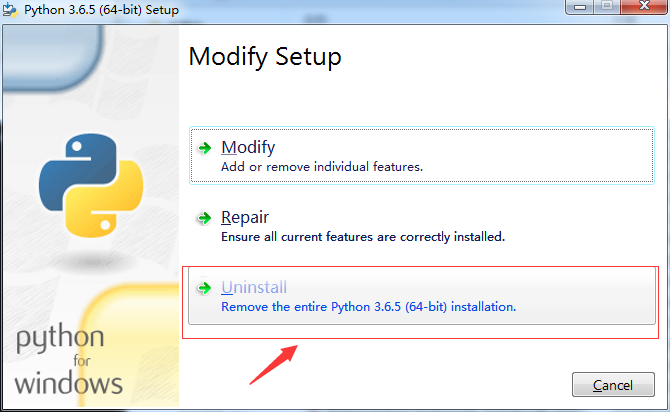 Python 3.6.5 (64-bit) Setup
Modify Setup
Modify
Add or remove individual features.
Repair
Ensure all current features are correctly installed.
Uninstall
Remove the entire Python 3.6.5 (64-bit) installation.
python
for
windows
Cancel